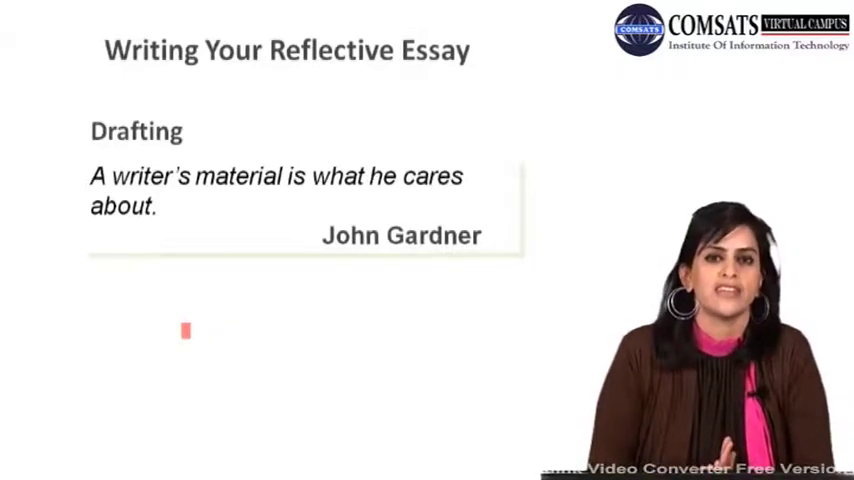 Writing Your Reflective Essay
COMSATS
COMSATS VIRTUAL CAMPUS
Institute Of Information Technology
Drafting
A writer's material is what he cares
about.
John Gardner
Video Converter Free Version